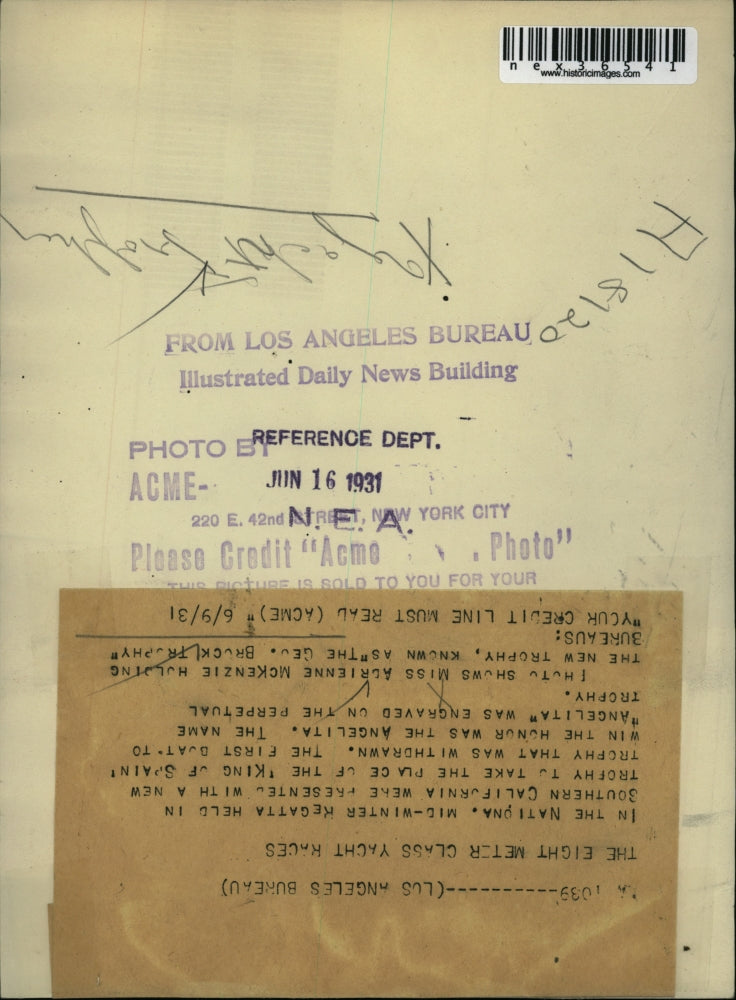 nex36541
www.historicimages.com
X Yachts
Trophy
A 18720
FROM LOS ANGELES BUREAU
Illustrated Daily News Building
PHOTO BY
REFERENCE DEPT.
ACME-
JUN 16 1931
220 E. 42nd STREET, NEW YORK CITY
N. E. A.
Please Credit "Acme Photo"
THIS PICTURE IS SOLD TO YOU FOR YOUR
1039------------(LOS ANGELES BUREAU)
THE EIGHT METER CLASS YACHT RACES
IN THE NATIONA. MID-WINTER REGATTA HELD IN
SOUTHERN CALIFORNIA WERE PRESENTED WITH A NEW
TROPHY TO TAKE THE PLACE OF THE 'KING OF SPAIN'
TROPHY THAT WAS WITHDRAWN. THE FIRST BOAT TO
WIN THE HONOR WAS THE ANGELITA. THE NAME
"ANGELITA" WAS ENGRAVED ON THE PERPETUAL
TROPHY.
PHOTO SHOWS MISS ADRIENNE MCKENZIE HOLDING
THE NEW TROPHY, KNOWN AS "THE GEO. BROCK TROPHY"
BUREAUS:
"YOUR CREDIT LINE MUST READ (ACME)" 6/9/31